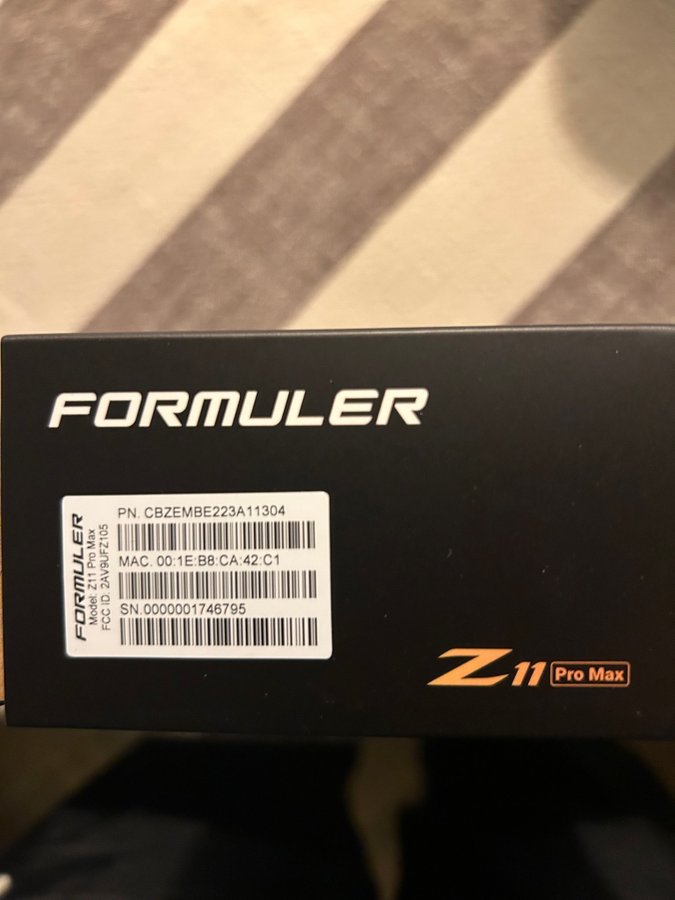 FORMULER
FORMULER
Model: Z11 Pro Max
FCC ID. 2AV9UFZ105
PN. CBZEMBE223A11304
MAC. 00:1E:B8:CA:42:C1
SN.0000001746795
Z11 Pro Max